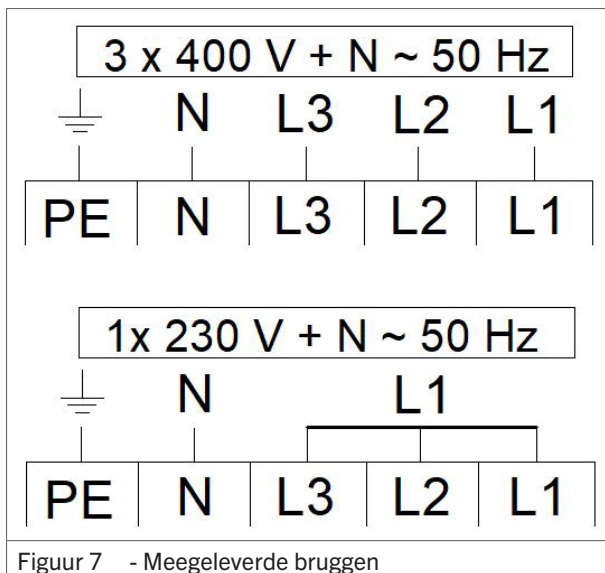 3 x 400 V + N ~ 50 Hz
N L3 L2 L1
PE N L3 L2 L1
1x 230 V + N ~ 50 Hz
N L1
PE N L3 L2 L1
Figuur 7 - Meegeleverde bruggen